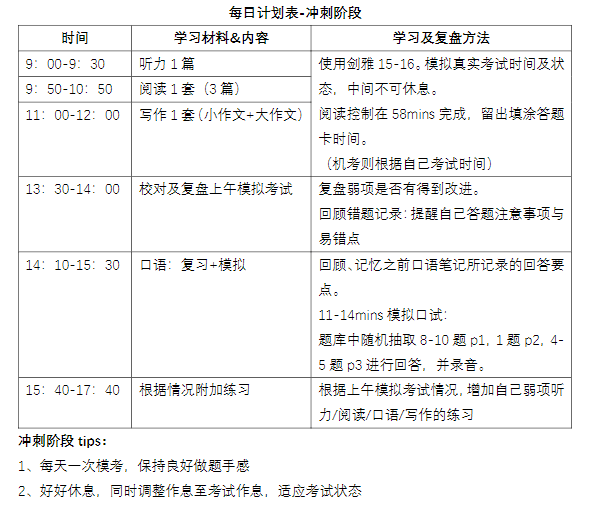 每日计划表-冲刺阶段
时间 学习材料&内容 学习及复盘方法
9：00-9：30 听力 1 篇 使用剑雅 15-16。模拟真实考试时间及状
态，中间不可休息。
9：50-10：50 阅读 1 套（3 篇）
阅读控制在 58mins 完成，留出填涂答题
11：00-12：00 写作 1 套（小作文+大作文）
卡时间。
（机考则根据自己考试时间）
13：30-14：00 校对及复盘上午模拟考试 复盘弱项是否有得到改进。
回顾错题记录：提醒自己答题注意事项与
易错点
14：10-15：30 口语：复习+模拟 回顾、记忆之前口语笔记所记录的回答要
点。
11-14mins 模拟口试：
题库中随机抽取 8-10 题 p1, 1 题 p2, 4-
5 题 p3 进行回答，并录音。
15：40-17：40 根据情况附加练习 根据上午模拟考试情况，增加自己弱项听
力/阅读/口语/写作的练习
冲刺阶段 tips：
1、每天一次模考，保持良好做题手感
2、好好休息，同时调整作息至考试作息，适应考试状态